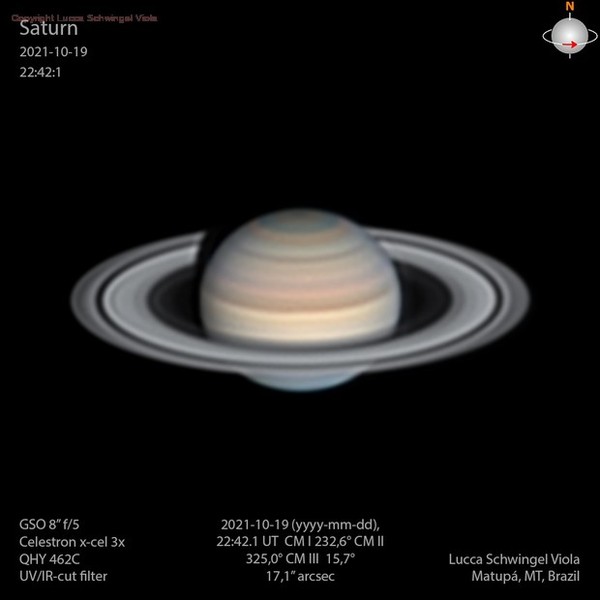 Copyright Lucca Schwingel Viola
Saturn
2021-10-19
22:42:1
N
GSO 8” f/5
Celestron x-cel 3x
QHY 462C
UV/IR-cut filter
2021-10-19 (yyyy-mm-dd),
22:42.1 UT CM I 232,6° CM II
325,0° CM III 15,7°
17,1” arcsec
Lucca Schwingel Viola
Matupá, MT, Brazil